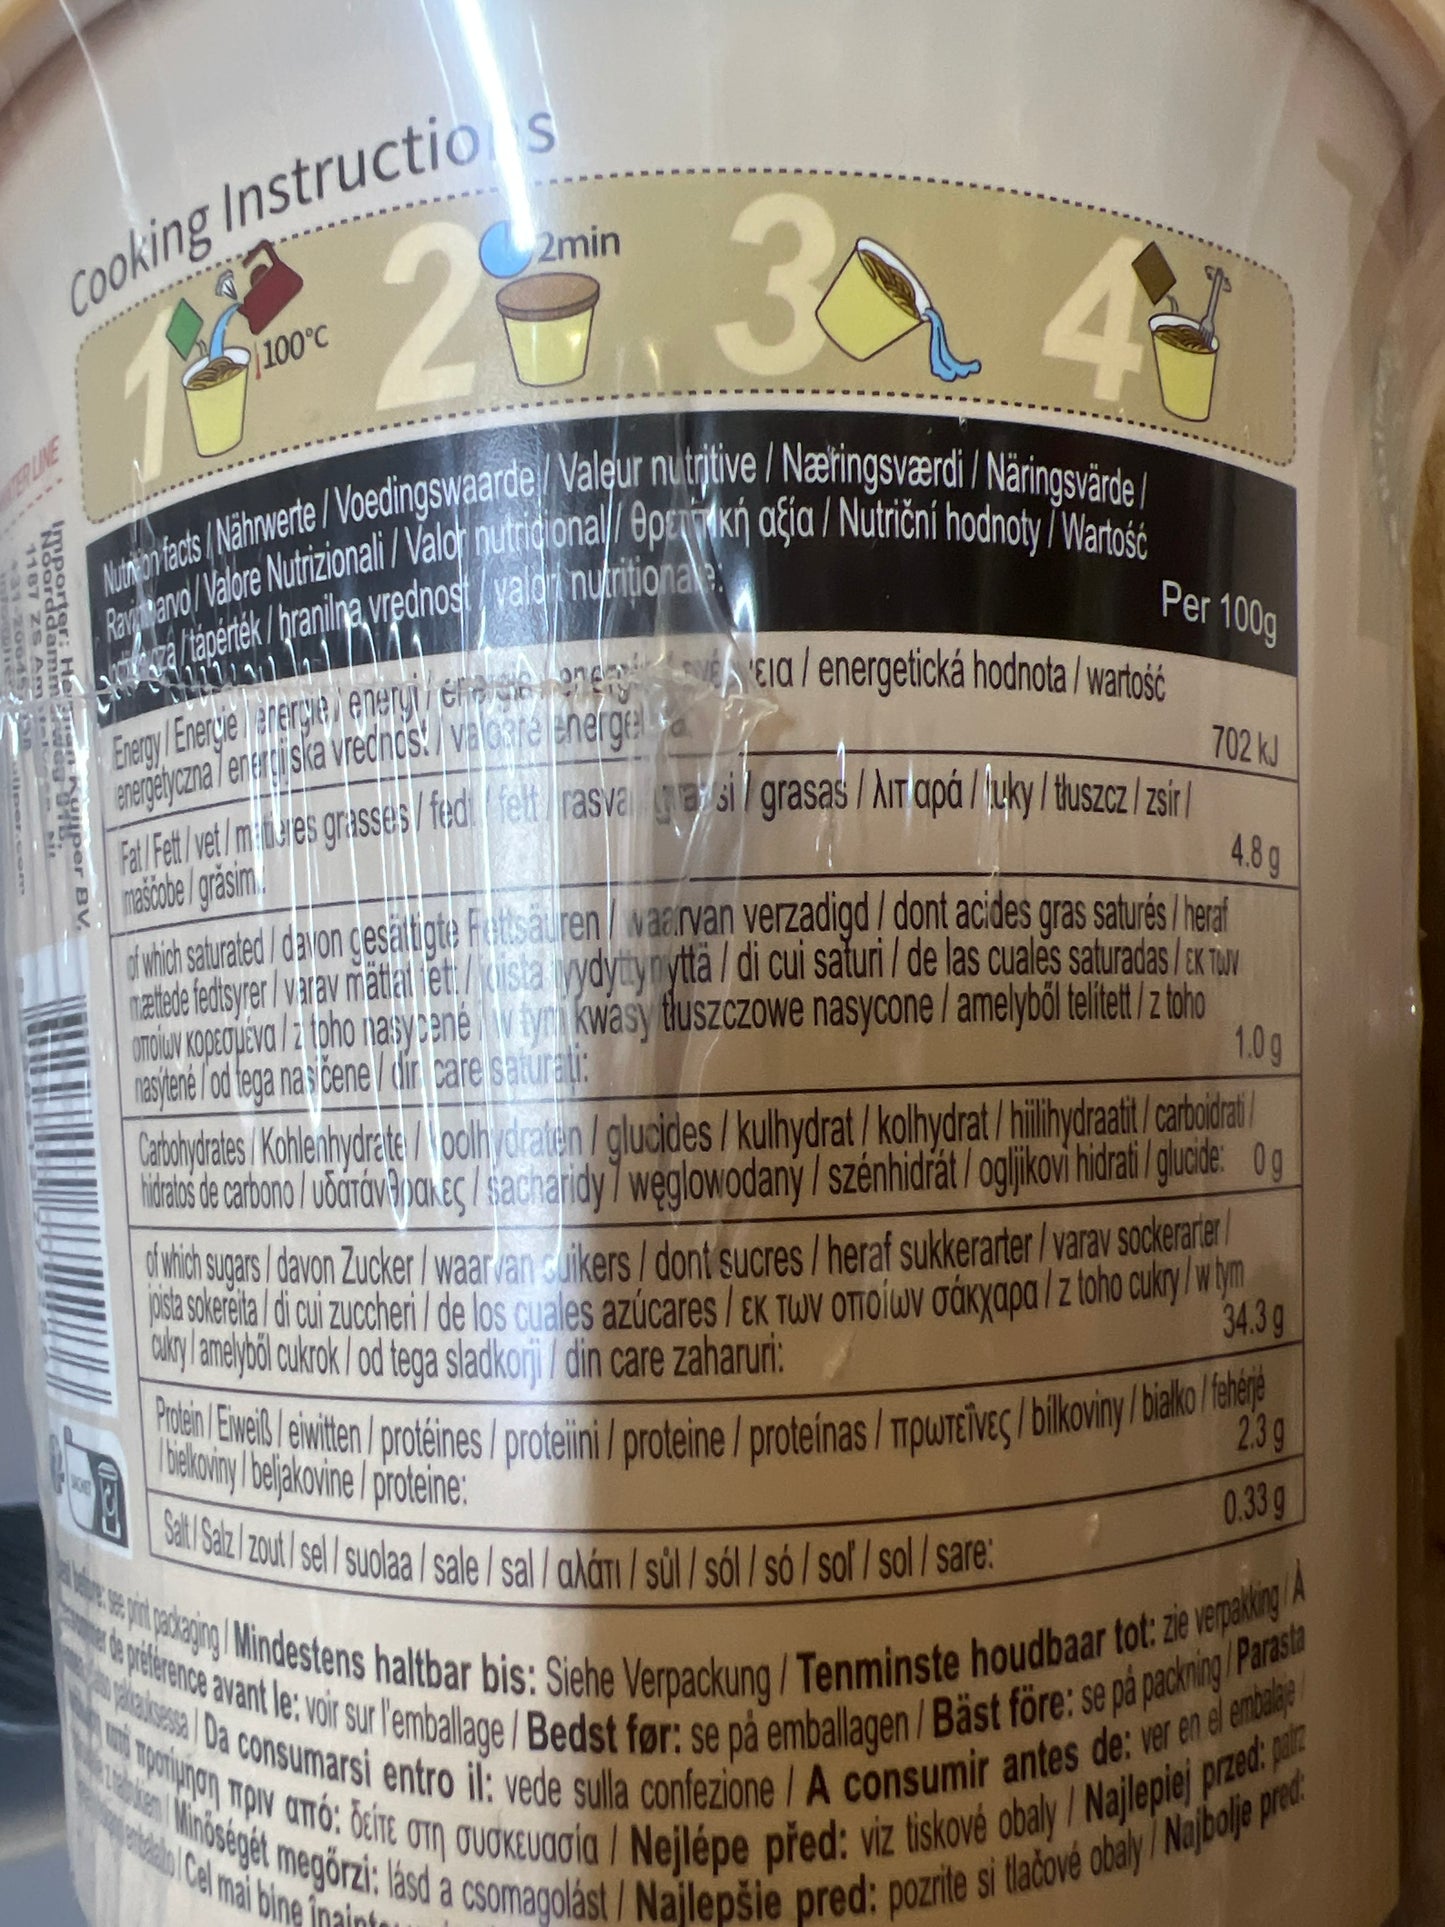 Cooking Instructions
1 2 3 4
2min
100°C
Nutrition facts / Nährwerte / Voedingswaarde / Valeur nutritive / Næringsværdi / Näringsvärde /
Ravintoarvo / Valore Nutrizionali / Valor nutricional / Θρεπτική αξία / Nutriční hodnoty / Wartość
/ tápérték / hranilna vrednost / valori nutriționale:
Per 100g
Energy / Energie / énergie / energi / energetická hodnota / wartość
energetyczna / energijska vrednost / valoare energetica
702 kJ
Fat / Fett / vet / matières grasses / fedt / fett / rasva / grassi / grasas / λιπαρά / tuky / tłuszcz / zsír /
maščobe / grăsimi:
4.8 g
of which saturated / davon gesättigte Fettsäuren / waarvan verzadigd / dont acides gras saturés / heraf
mættede fedtsyrer / varav mättat fett / joista tyydyttynyttä / di cui saturi / de las cuales saturadas / εκ των
οποίων κορεσμένα / z toho nasycené / w tym kwasy tłuszczowe nasycone / amelyből telített / z toho
nasýtené / od tega nasičene / din care saturati:
1.0 g
Carbohydrates / Kohlenhydrate / koolhydraten / glucides / kulhydrat / kolhydrat / hiilihydraatit / carboidrati /
hidratos de carbono / υδατάνθρακες / sacharidy / węglowodany / szénhidrát / ogljikovi hidrati / glucide: 0 g
of which sugars / davon Zucker / waarvan suikers / dont sucres / heraf sukkerarter / varav sockerarter /
joista sokereita / di cui zuccheri / de los cuales azúcares / εκ των οποίων σάκχαρα / z toho cukry / w tym
cukry / amelyből cukrok / od tega sladkorji / din care zaharuri:
34.3 g
Protein / Eiweiß / eiwitten / protéines / proteiini / proteine / proteínas / πρωτεΐνες / bílkoviny / białko / fehérjé
/ bielkoviny / beljakovine / proteine:
2.3 g
Salt / Salz / zout / sel / suolaa / sale / sal / αλάτι / sůl / sól / só / soľ / sol / sare:
0.33 g
before: see print packaging / Mindestens haltbar bis: Siehe Verpackung / Tenminste houdbaar tot: zie verpakking / À
de préférence avant le: voir sur l'emballage / Bedst før: se på emballagen / Bäst före: se på packning / Parasta
pakkauksessa / Da consumarsi entro il: vede sulla confezione / A consumir antes de: ver en el embalaje /
κατά προτίμηση πριν από: δείτε στη συσκευασία / Nejlépe před: viz tiskové obaly / Najlepiej przed: patrz
/ Minőségét megőrzi: lásd a csomagolást / Najlepšie pred: pozrite si tlačové obaly / Najbolje pred:
/ Cel mai bine
WATER LINE
Kuijper BV.
SACHET